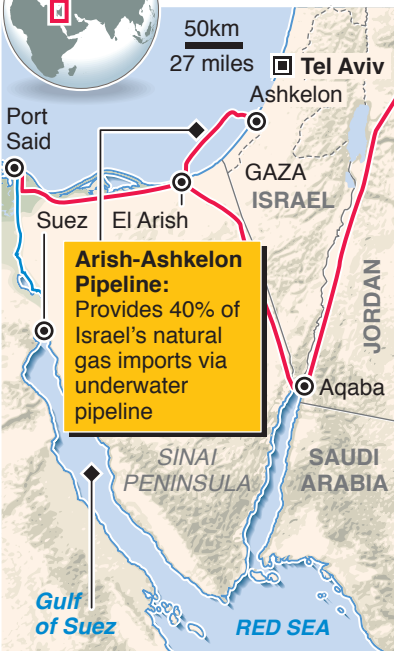 50km
27 miles
Tel Aviv
Ashkelon
Port
Said
GAZA
ISRAEL
Suez
El Arish
Arish-Ashkelon
Pipeline:
Provides 40% of
Israel's natural
gas imports via
underwater
pipeline
JORDAN
Aqaba
SINAI
PENINSULA
SAUDI
ARABIA
Gulf
of Suez
RED SEA